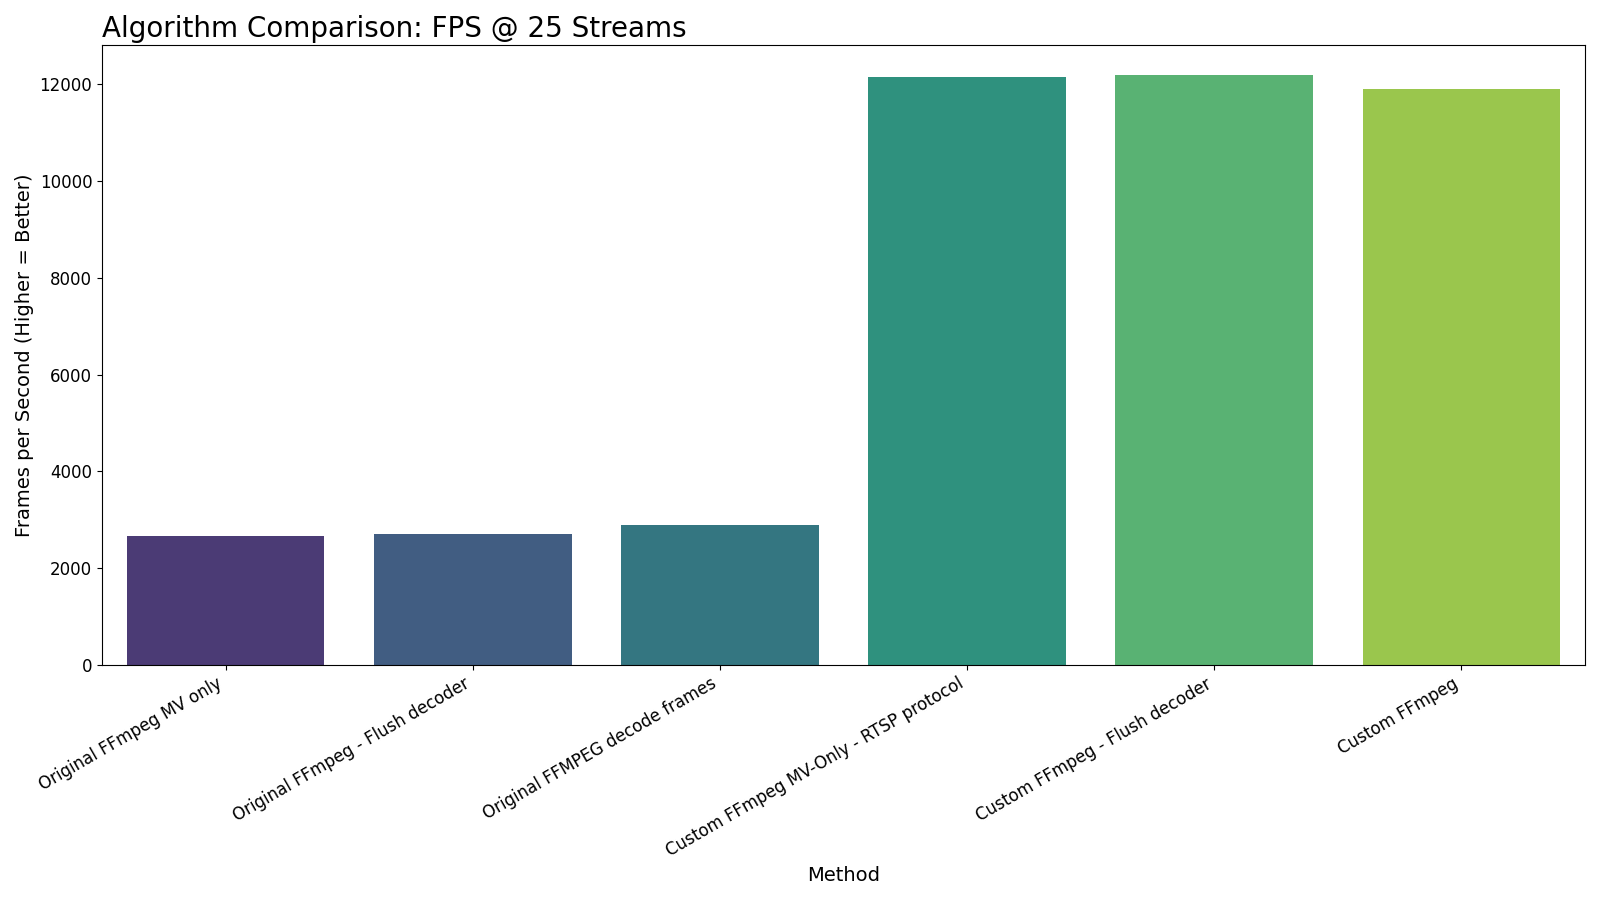 Algorithm Comparison: FPS @ 25 Streams
Frames per Second (Higher = Better)
12000
10000
8000
6000
4000
2000
0
Original FFmpeg MV only
Original FFmpeg - Flush decoder
Original FFMPEG decode frames
Custom FFmpeg MV-Only - RTSP protocol
Custom FFmpeg - Flush decoder
Custom FFmpeg
Method